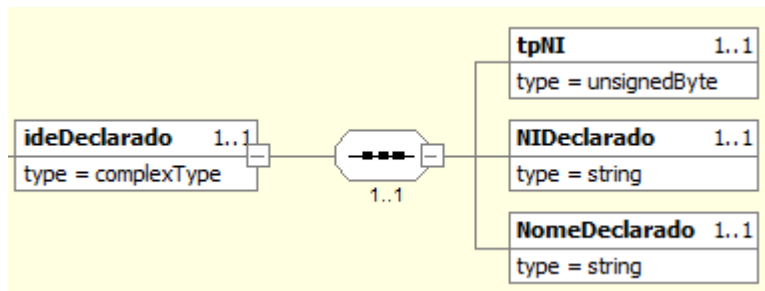 tpNI 1..1
type = unsignedByte
ideDeclarado 1..1
type = complexType
1..1
NIDeclarado 1..1
type = string
NomeDeclarado 1..1
type = string